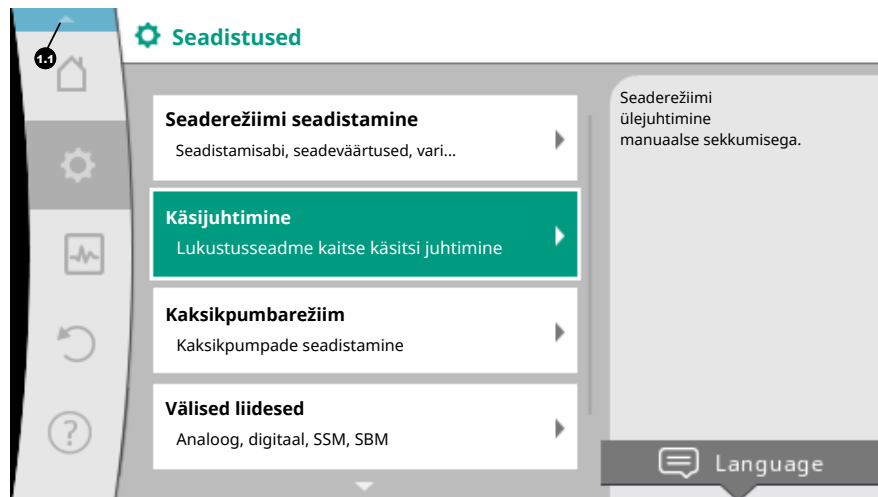 1.1
Seadistused
Seaderežiimi seadistamine
Seadistamisabi, seadeväärtused, vari...
Käsijuhtimine
Lukustusseadme kaitse käsitsi juhtimine
Kaksikpumbarežiim
Kaksikpumpade seadistamine
Välised liidesed
Analoog, digitaal, SSM, SBM
Seaderežiimi
ülejuhtimine
manuaalse sekkumisega.
?
Language